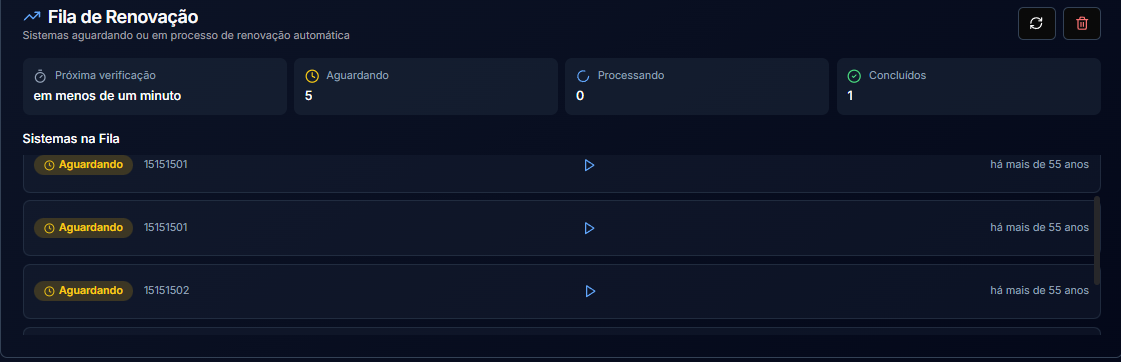 Fila de Renovação
Sistemas aguardando ou em processo de renovação automática
Próxima verificação
em menos de um minuto
Aguardando
5
Processando
0
Concluídos
1
Sistemas na Fila
Aguardando 15151501 há mais de 55 anos
Aguardando 15151501 há mais de 55 anos
Aguardando 15151502 há mais de 55 anos